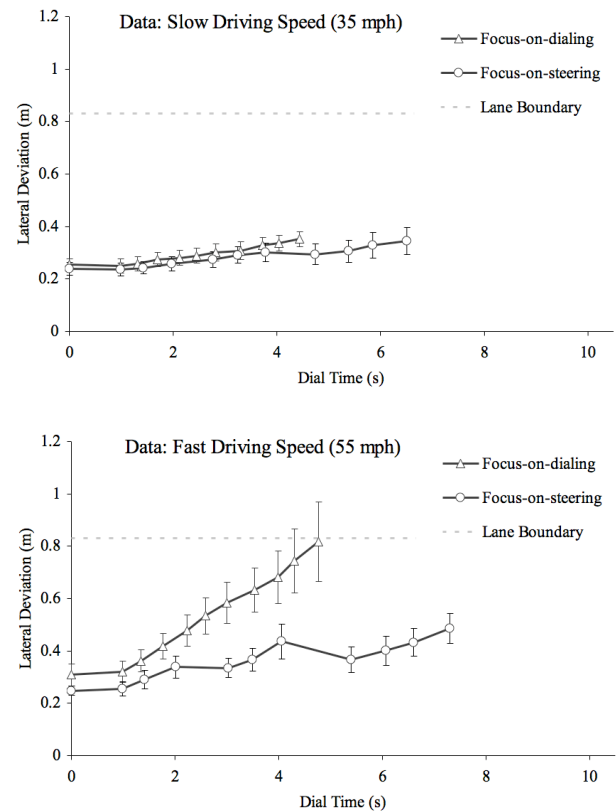 Data: Slow Driving Speed (35 mph)
1.2
1
0.8
0.6
0.4
0.2
0
Lateral Deviation (m)
0 2 4 6 8 10
Dial Time (s)
Focus-on-dialing
Focus-on-steering
Lane Boundary
Data: Fast Driving Speed (55 mph)
1.2
1
0.8
0.6
0.4
0.2
0
Lateral Deviation (m)
0 2 4 6 8 10
Dial Time (s)
Focus-on-dialing
Focus-on-steering
Lane Boundary